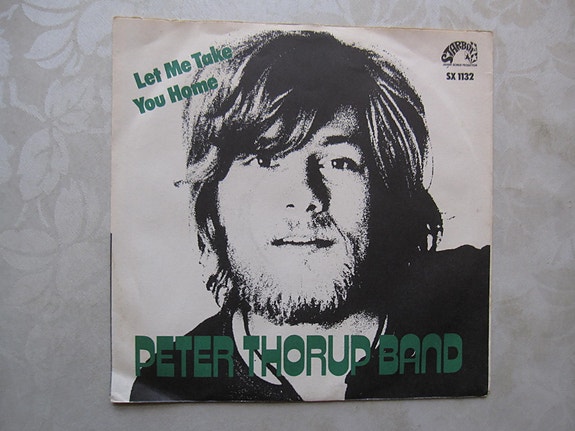 Let Me Take
You Home
STARBOX
SX 1132
PETER THORUP BAND